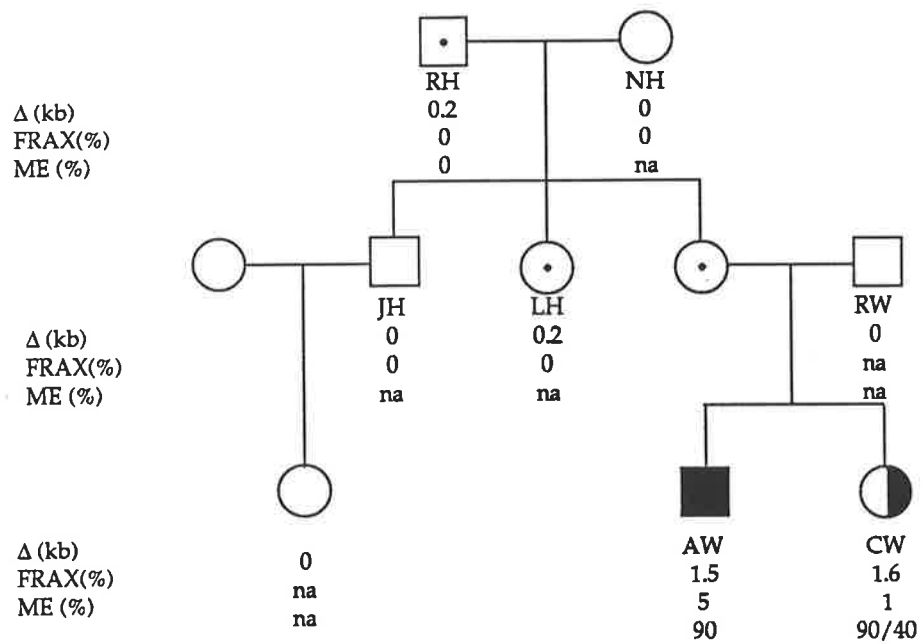 RH NH
Δ (kb) 0.2 0
FRAX(%) 0 0
ME (%) 0 na
JH LH RW
Δ (kb) 0 0.2 0
FRAX(%) 0 0 na
ME (%) na na na
AW CW
Δ (kb) 0 1.5 1.6
FRAX(%) na 5 1
ME (%) na 90 90/40